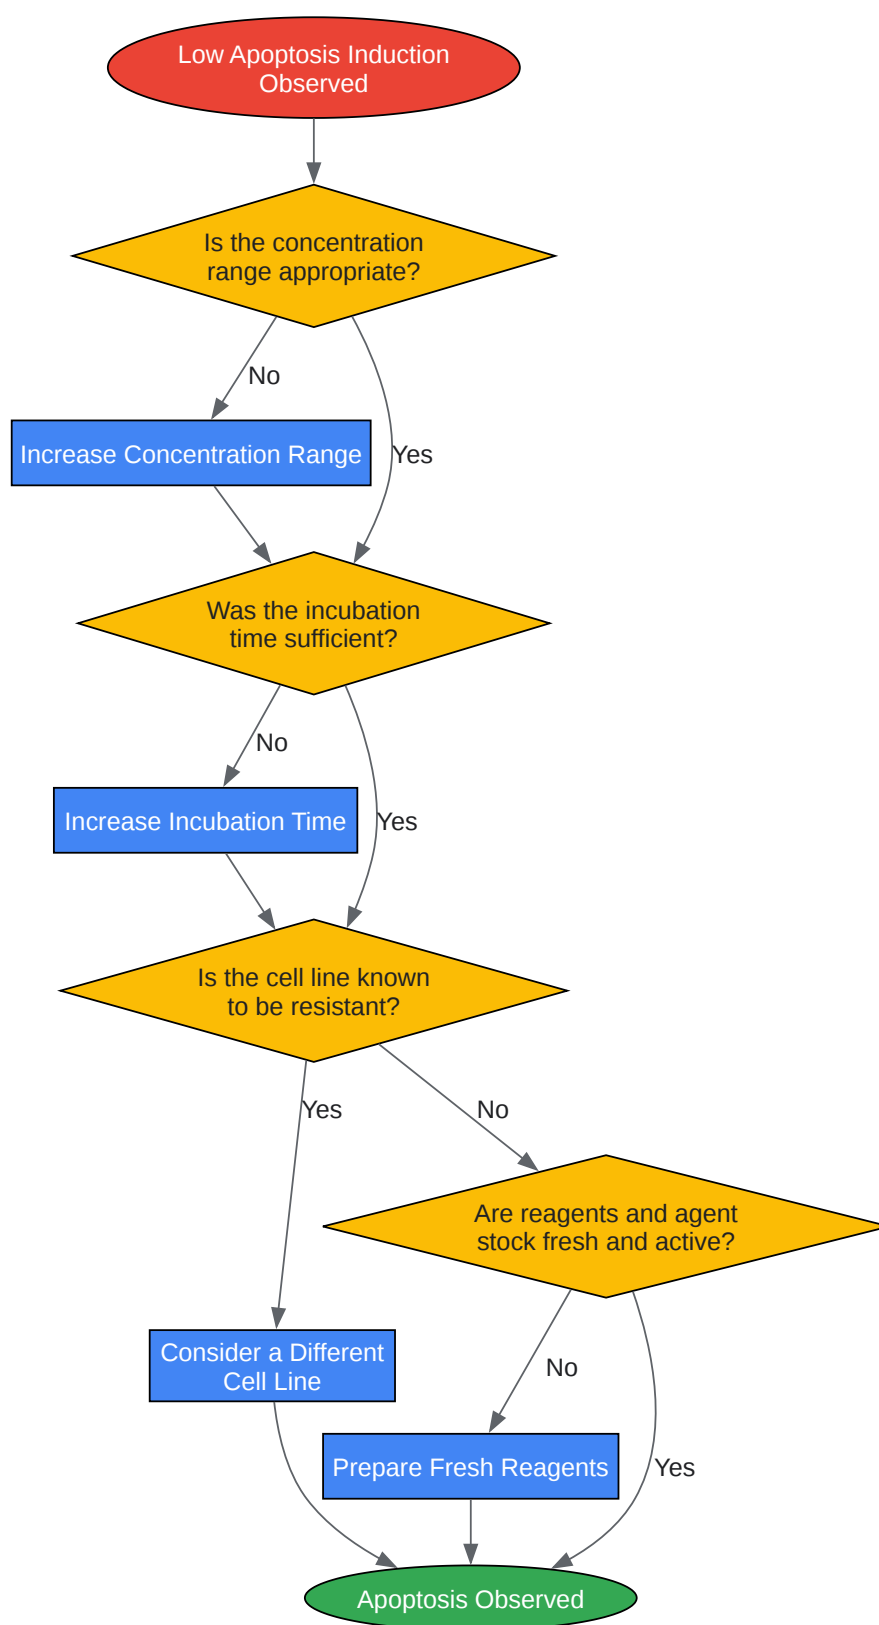 Low Apoptosis Induction
Observed
Is the concentration
range appropriate?
No
Increase Concentration Range
Yes
Was the incubation
time sufficient?
No
Increase Incubation Time
Yes
Is the cell line known
to be resistant?
Yes
No
Are reagents and agent
stock fresh and active?
Consider a Different
Cell Line
No
Prepare Fresh Reagents
Yes
Apoptosis Observed